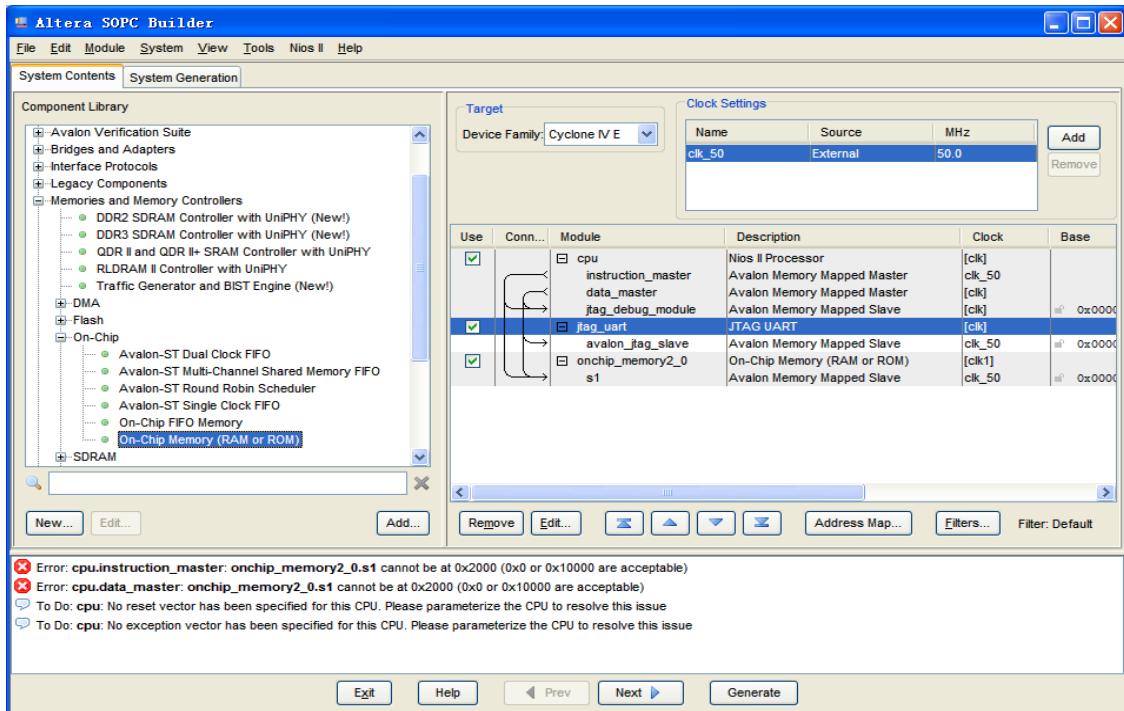 Altera SOPC Builder
File Edit Module System View Tools Nios II Help
System Contents System Generation
Component Library
Avalon Verification Suite
Bridges and Adapters
Interface Protocols
Legacy Components
Memories and Memory Controllers
DDR2 SDRAM Controller with UniPHY (New!)
DDR3 SDRAM Controller with UniPHY (New!)
QDR II and QDR II+ SRAM Controller with UniPHY
RLDRAM II Controller with UniPHY
Traffic Generator and BIST Engine (New!)
DMA
Flash
On-Chip
Avalon-ST Dual Clock FIFO
Avalon-ST Multi-Channel Shared Memory FIFO
Avalon-ST Round Robin Scheduler
Avalon-ST Single Clock FIFO
On-Chip FIFO Memory
On-Chip Memory (RAM or ROM)
SDRAM
New... Edit... Add...
Target
Device Family: Cyclone IV E
Clock Settings
Name Source MHz
clk_50 External 50.0
Add
Remove
Use Conn... Module Description Clock Base
cpu Nios II Processor [clk]
instruction_master Avalon Memory Mapped Master clk_50
data_master Avalon Memory Mapped Master [clk]
jtag_debug_module Avalon Memory Mapped Slave [clk] 0x0000
jtag_uart JTAG UART [clk]
avalon_jtag_slave Avalon Memory Mapped Slave clk_50 0x0000
onchip_memory2_0 On-Chip Memory (RAM or ROM) [clk1]
s1 Avalon Memory Mapped Slave clk_50 0x0000
Remove Edit... Address Map... Filters... Filter: Default
Error: cpu.instruction_master: onchip_memory2_0.s1 cannot be at 0x2000 (0x0 or 0x10000 are acceptable)
Error: cpu.data_master: onchip_memory2_0.s1 cannot be at 0x2000 (0x0 or 0x10000 are acceptable)
To Do: cpu: No reset vector has been specified for this CPU. Please parameterize the CPU to resolve this issue
To Do: cpu: No exception vector has been specified for this CPU. Please parameterize the CPU to resolve this issue
Exit Help Prev Next Generate